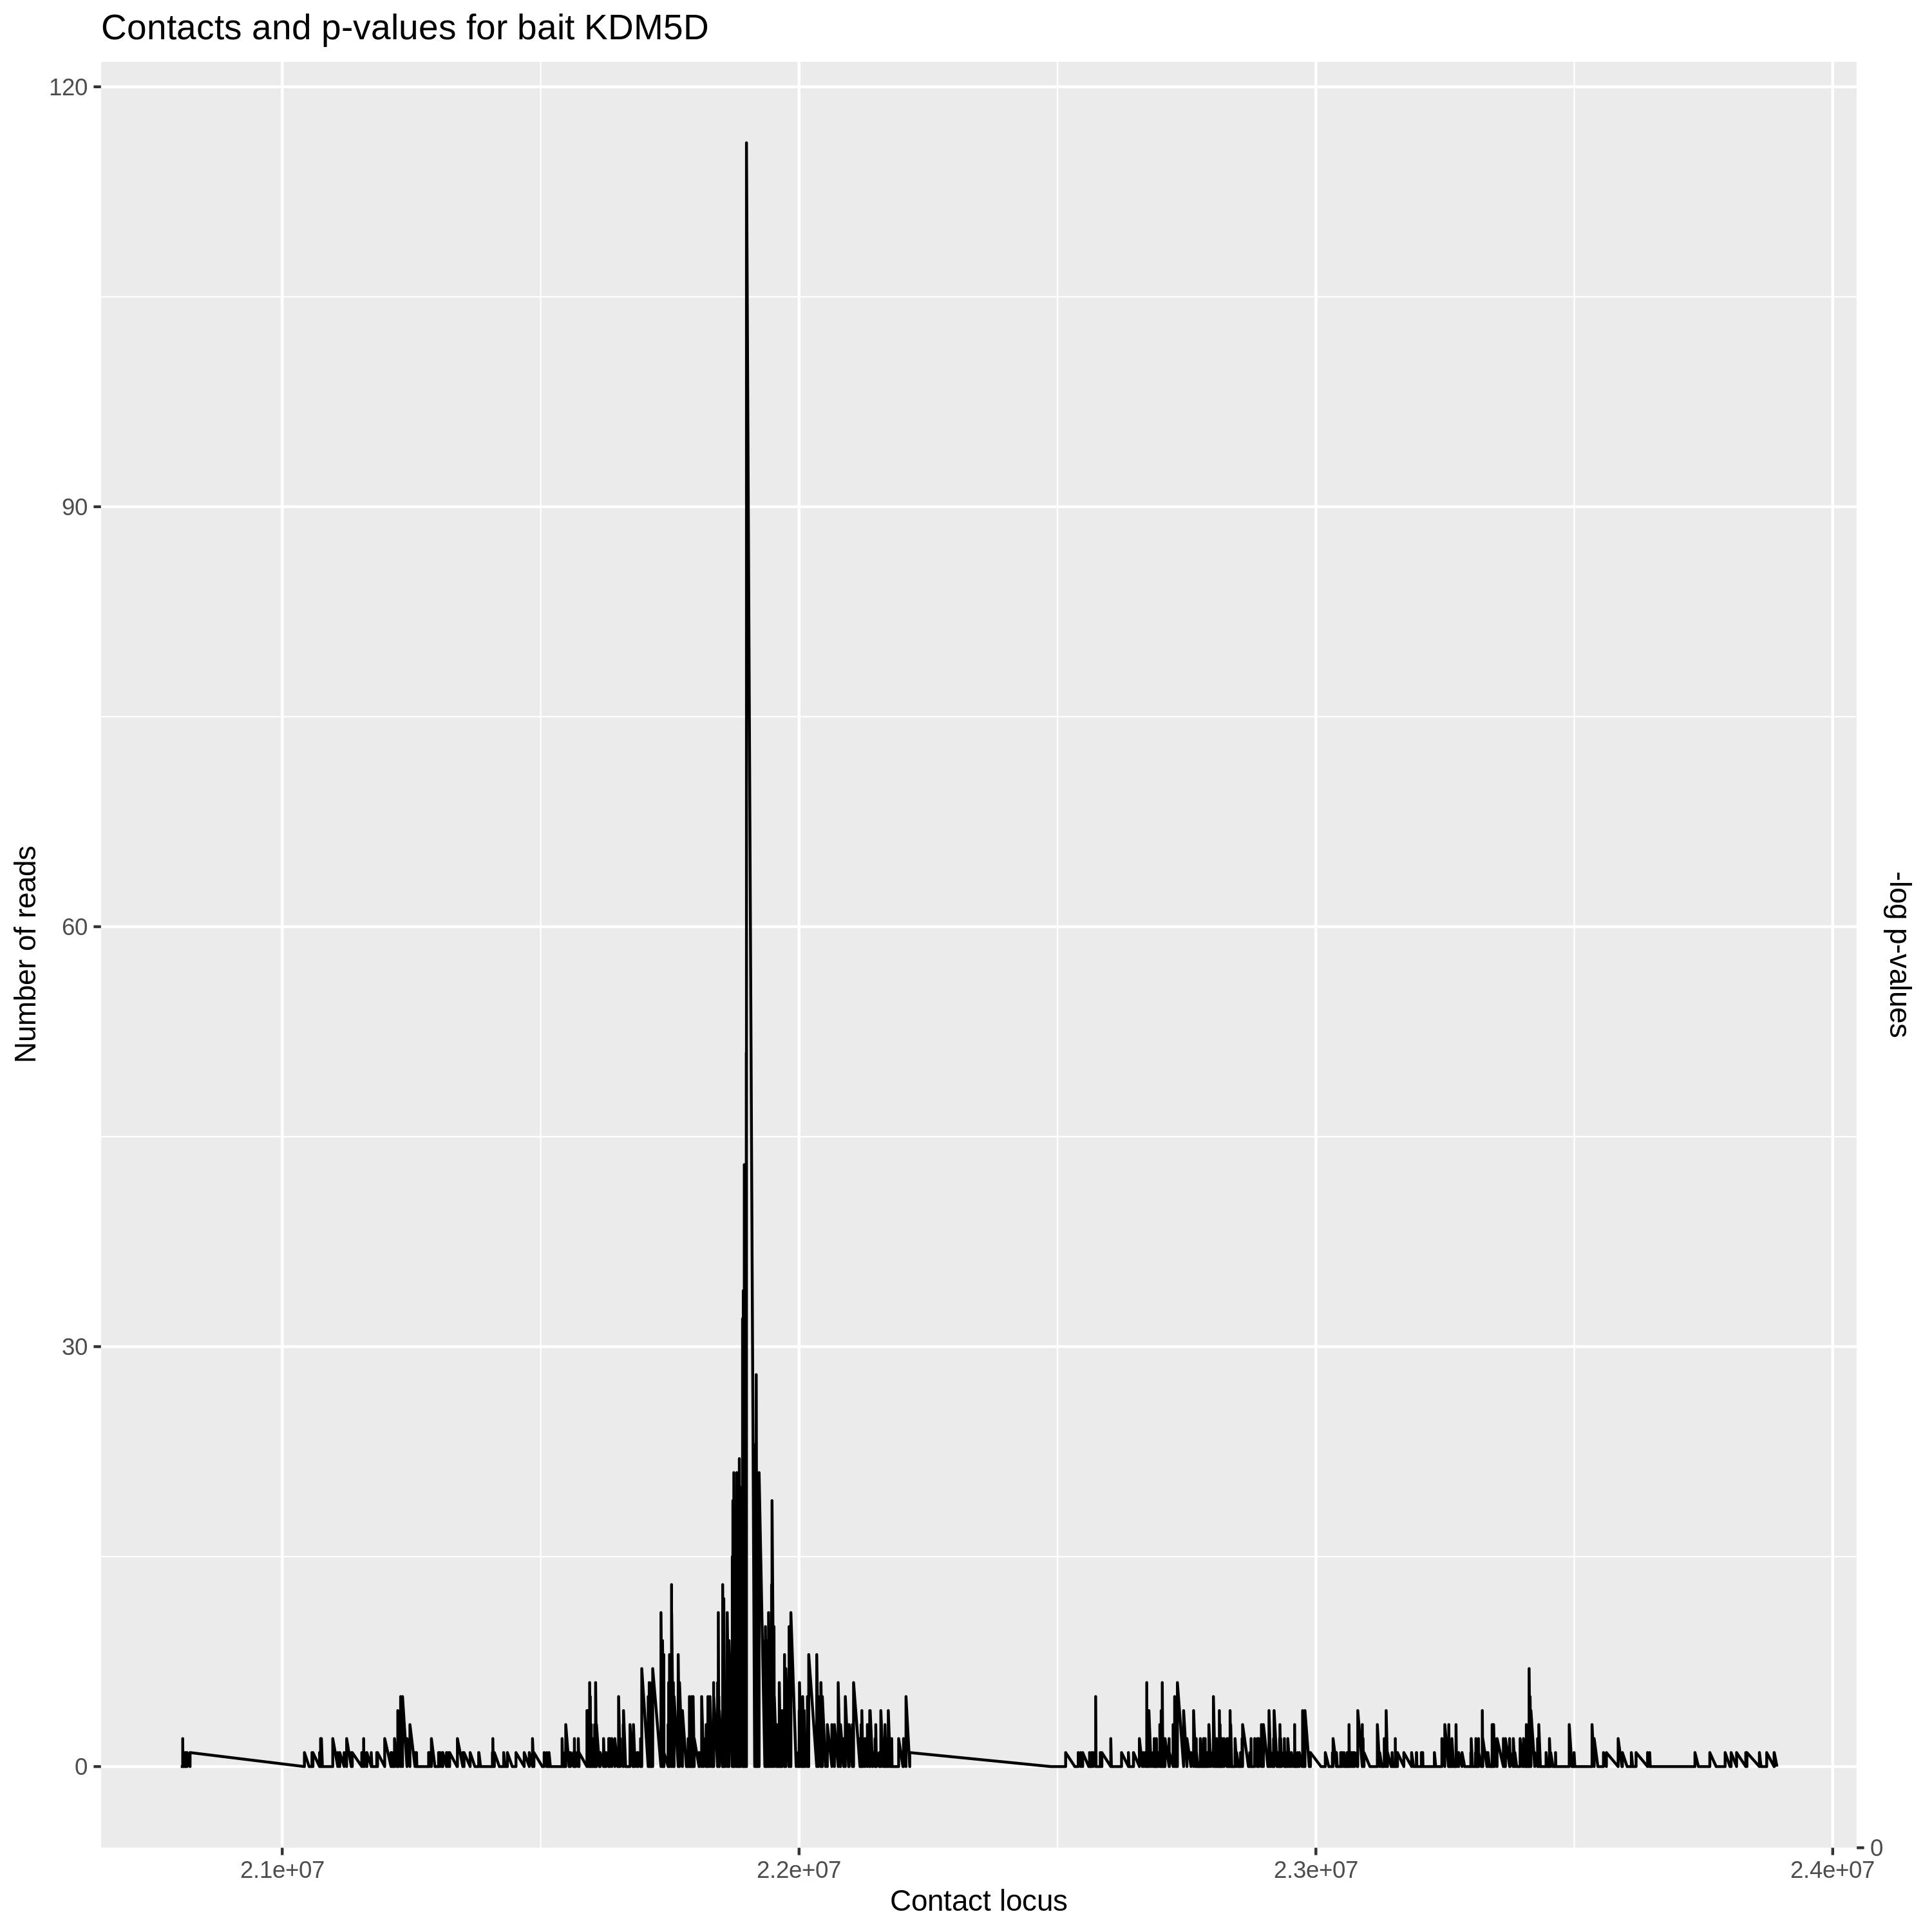 Contacts and p-values for bait KDM5D
120
90
60
30
0
Number of reads
-log p-values
0
2.1e+07 2.2e+07 2.3e+07 2.4e+07
Contact locus